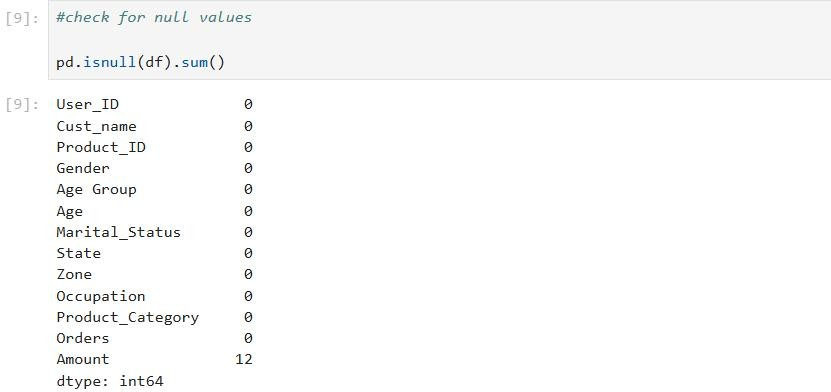 [9]: #check for null values
pd.isnull(df).sum()
[9]: User_ID 0
Cust_name 0
Product_ID 0
Gender 0
Age Group 0
Age 0
Marital_Status 0
State 0
Zone 0
Occupation 0
Product_Category 0
Orders 0
Amount 12
dtype: int64